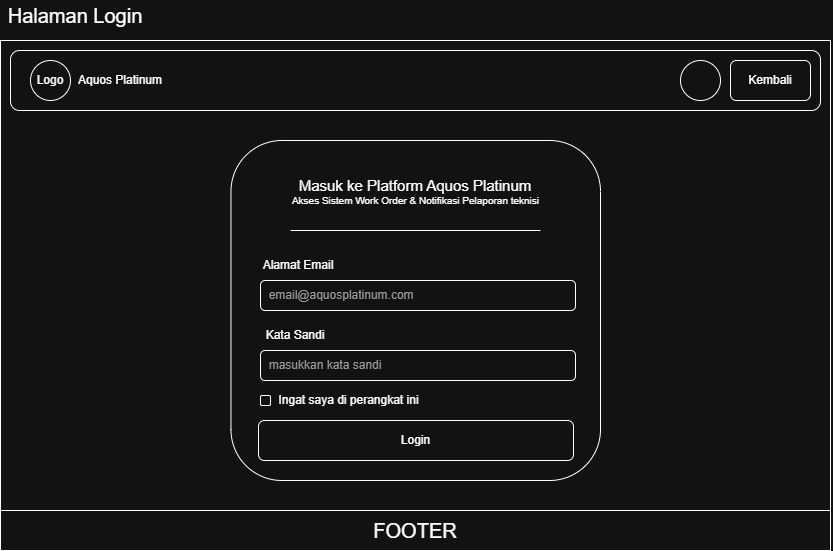 Halaman Login
Logo Aquos Platinum Kembali
Masuk ke Platform Aquos Platinum
Akses Sistem Work Order & Notifikasi Pelaporan teknisi
Alamat Email
email@aquosplatinum.com
Kata Sandi
masukkan kata sandi
Ingat saya di perangkat ini
Login
FOOTER